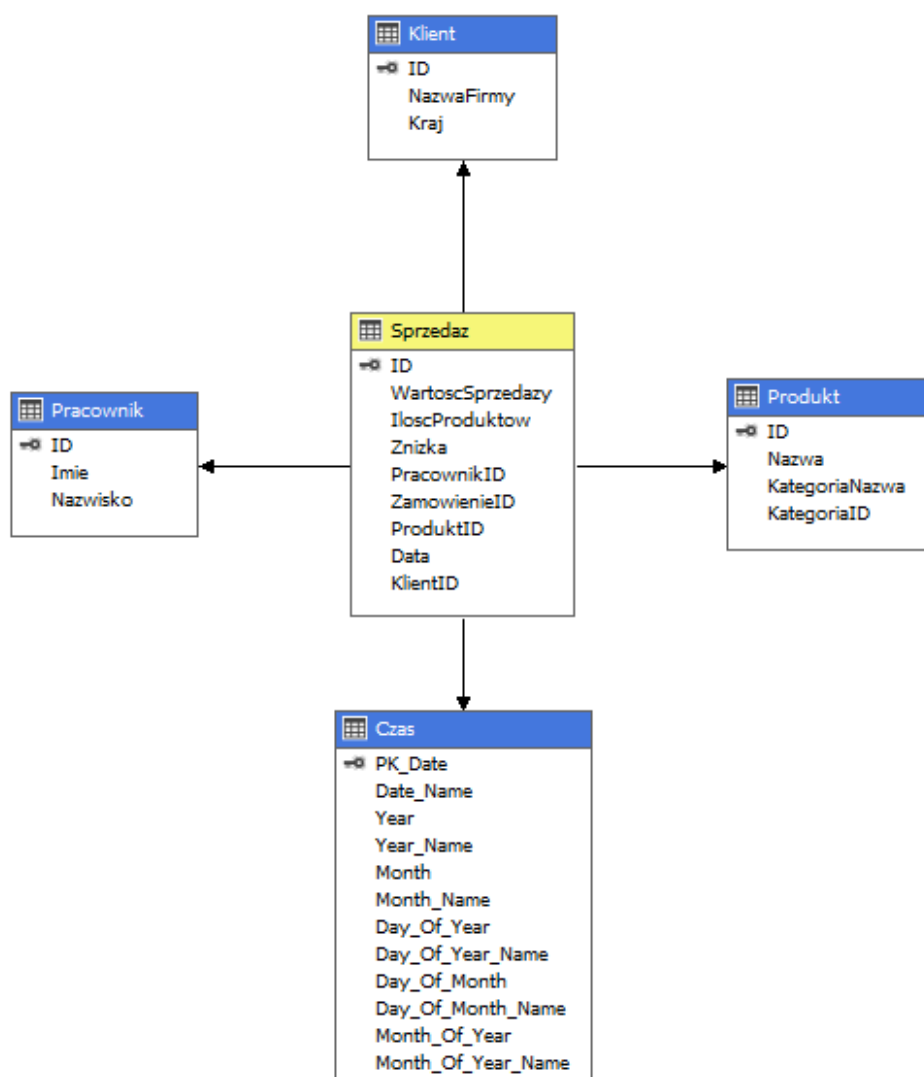 Klient
ID
NazwaFirmy
Kraj
Sprzedaz
ID
WartoscSprzedazy
IloscProduktow
Znizka
PracownikID
ZamowienieID
ProduktID
Data
KlientID
Pracownik
ID
Imie
Nazwisko
Produkt
ID
Nazwa
KategoriaNazwa
KategoriaID
Czas
PK_Date
Date_Name
Year
Year_Name
Month
Month_Name
Day_Of_Year
Day_Of_Year_Name
Day_Of_Month
Day_Of_Month_Name
Month_Of_Year
Month_Of_Year_Name